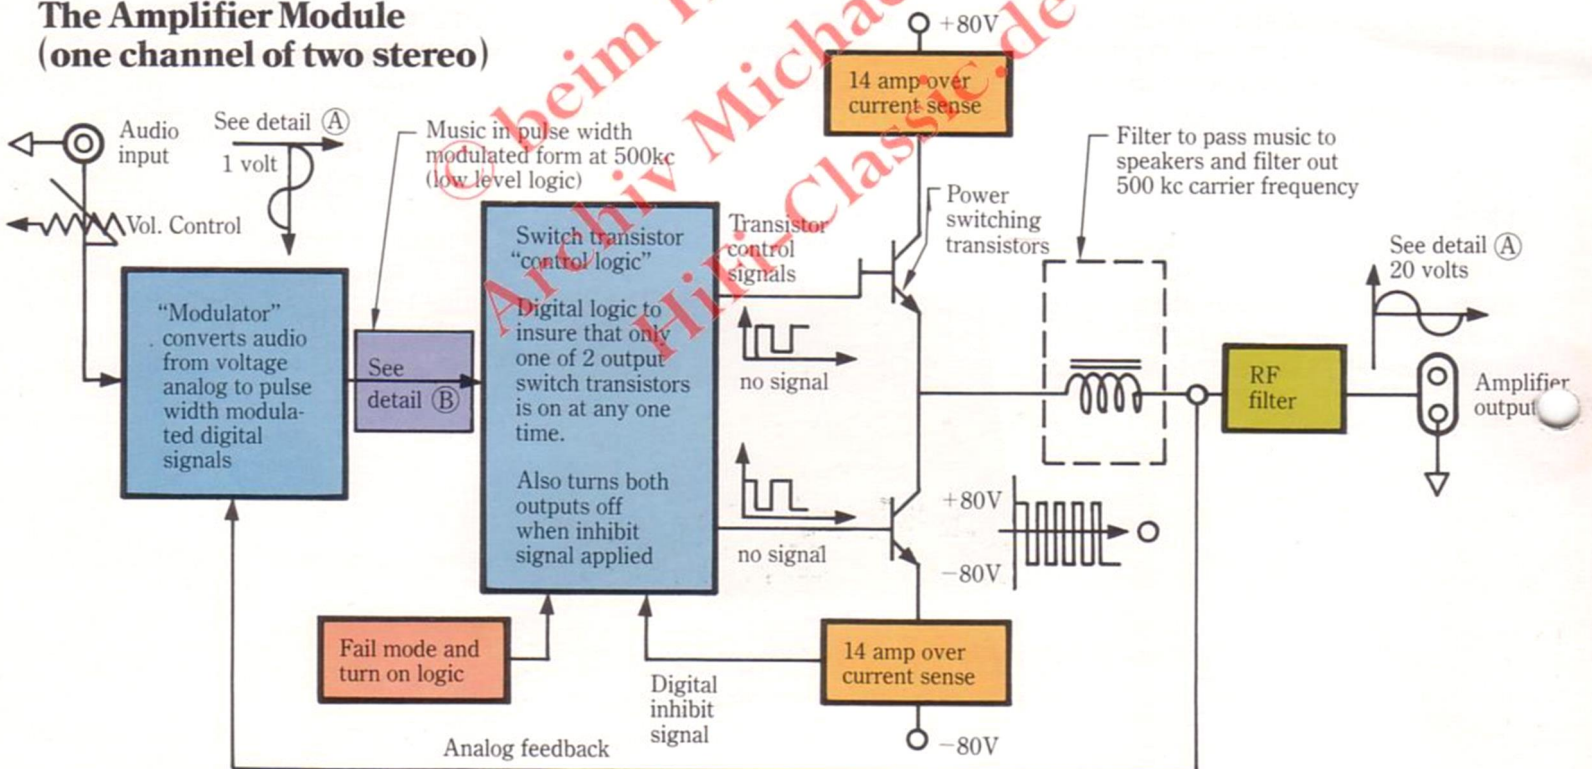 The Amplifier Module
(one channel of two stereo)
Audio
input
See detail Ⓐ
1 volt
Vol. Control
Music in pulse width
modulated form at 500kc
(low level logic)
+80V
14 amp over
current sense
Filter to pass music to
speakers and filter out
500 kc carrier frequency
Power
switching
transistors
Transistor
control
signals
Switch transistor
“control logic”
Digital logic to
insure that only
one of 2 output
switch transistors
is on at any one
time.
Also turns both
outputs off
when inhibit
signal applied
“Modulator”
converts audio
from voltage
analog to pulse
width modula-
ted digital
signals
See
detail Ⓑ
no signal
no signal
See detail Ⓐ
20 volts
RF
filter
Amplifier
output
+80V
−80V
Fail mode and
turn on logic
14 amp over
current sense
Digital
inhibit
signal
Analog feedback
−80V
© beim
Archiv Michae
HiFi-Classic.de